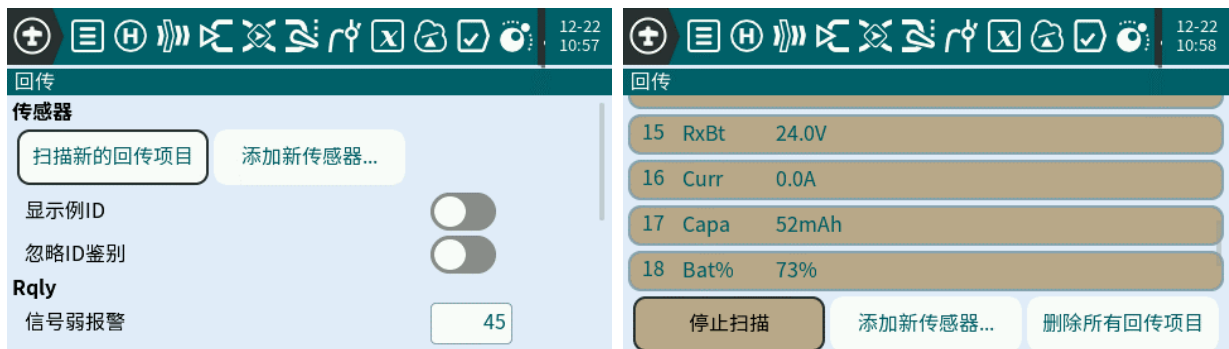 12-22
10:57
回传
传感器
扫描新的回传项目 添加新传感器...
显示例ID
忽略ID鉴别
Rqly
信号弱报警 45
12-22
10:58
回传
15 RxBt 24.0V
16 Curr 0.0A
17 Capa 52mAh
18 Bat% 73%
停止扫描 添加新传感器... 删除所有回传项目